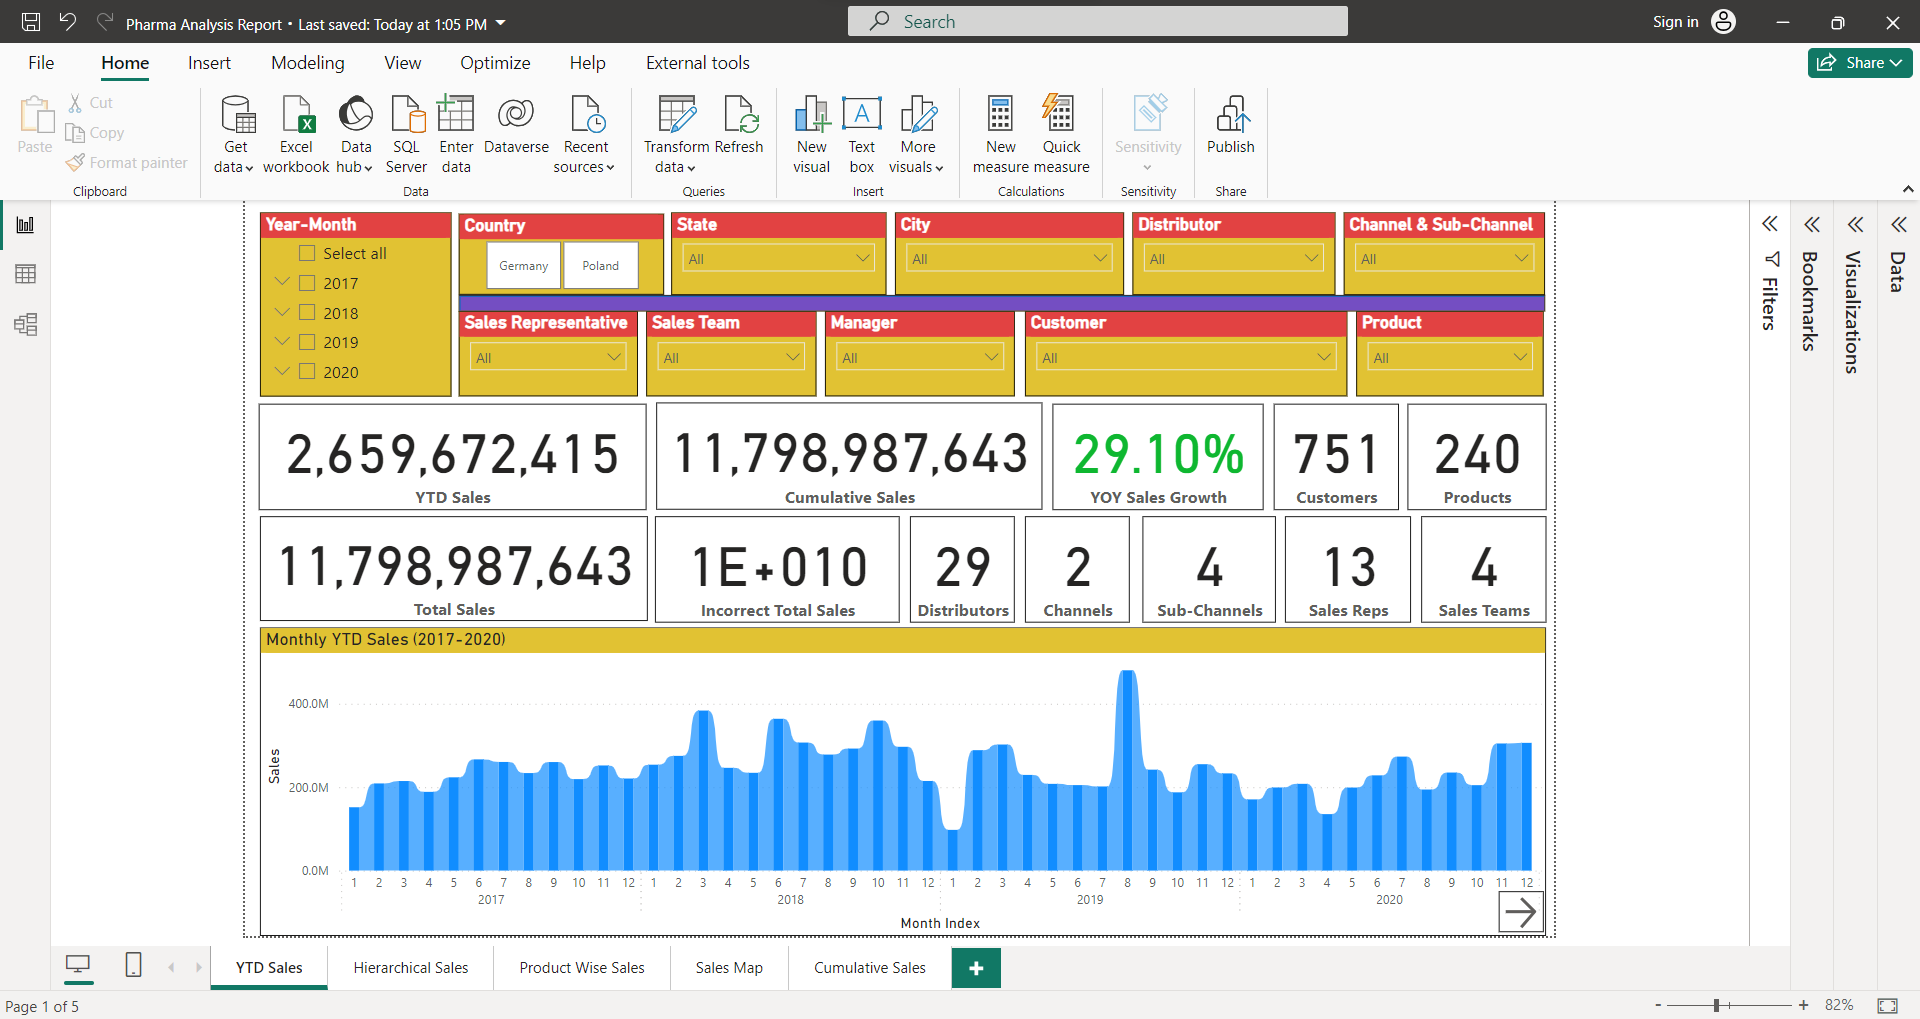 Pharma Analysis Report • Last saved: Today at 1:05 PM
Search
Sign in
File Home Insert Modeling View Optimize Help External tools
Share
Paste
Cut
Copy
Format painter
Clipboard
Get data
Excel workbook
Data hub
SQL Server
Enter data
Dataverse
Recent sources
Data
Transform data
Refresh
Queries
New visual
Text box
More visuals
Insert
New measure
Quick measure
Calculations
Sensitivity
Sensitivity
Publish
Share
Year-Month
Select all
2017
2018
2019
2020
Country
Germany Poland
State
All
City
All
Distributor
All
Channel & Sub-Channel
All
Sales Representative
All
Sales Team
All
Manager
All
Customer
All
Product
All
Filters
Bookmarks
Visualizations
Data
2,659,672,415
YTD Sales
11,798,987,643
Cumulative Sales
29.10%
YOY Sales Growth
751
Customers
240
Products
11,798,987,643
Total Sales
1E+010
Incorrect Total Sales
29
Distributors
2
Channels
4
Sub-Channels
13
Sales Reps
4
Sales Teams
Monthly YTD Sales (2017-2020)
Sales
400.0M
200.0M
0.0M
1 2 3 4 5 6 7 8 9 10 11 12 1 2 3 4 5 6 7 8 9 10 11 12 1 2 3 4 5 6 7 8 9 10 11 12 1 2 3 4 5 6 7 8 9 10 11 12
2017 2018 2019 2020
Month Index
YTD Sales Hierarchical Sales Product Wise Sales Sales Map Cumulative Sales
Page 1 of 5
82%